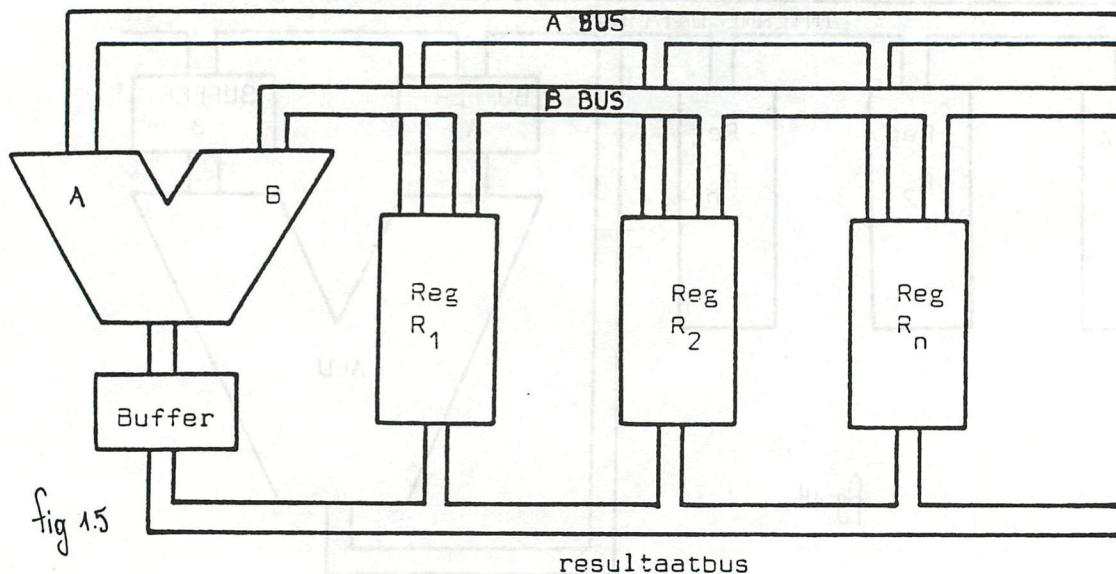 A BUS
B BUS
A
B
Reg
R1
Reg
R2
Reg
Rn
Buffer
fig 1.5
resultaatbus